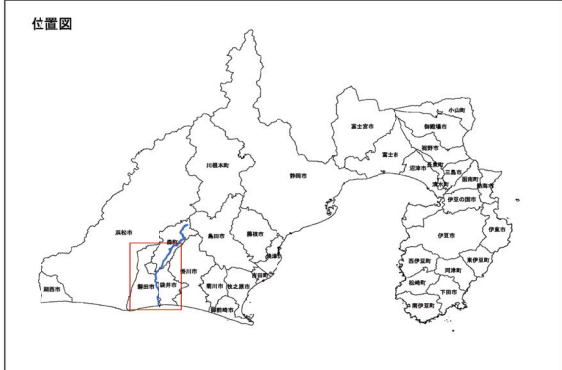 位置図
小山町
御殿場市
富士宮市
裾野市
富士市
沼津市
長泉町
三島市
清水町
函南町
熱海市
伊豆の国市
川根本町
静岡市
浜松市
森町
島田市
藤枝市
焼津市
伊豆市
伊東市
掛川市
吉田町
西伊豆町
東伊豆町
河津町
湖西市
磐田市
袋井市
菊川市
牧之原市
松崎町
下田市
御前崎市
南伊豆町